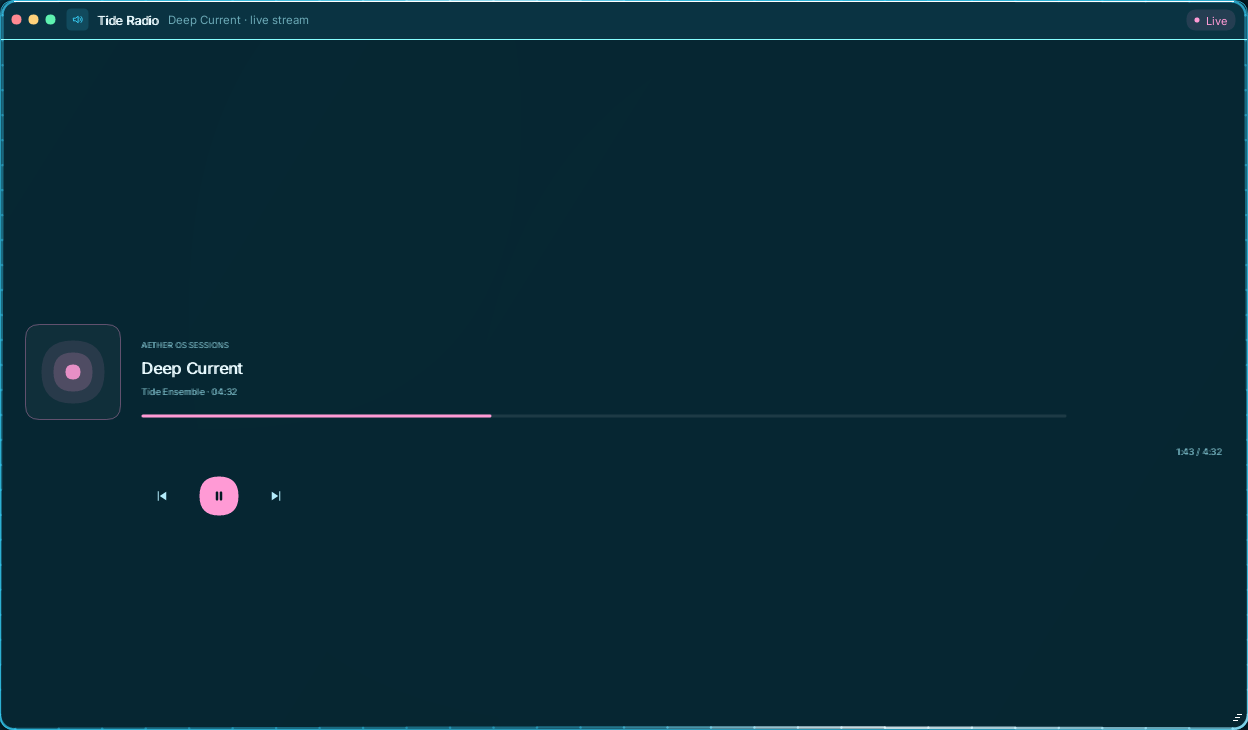 Tide Radio Deep Current · live stream Live
AETHER OS SESSIONS
Deep Current
Tide Ensemble · 04:32
1:43 / 4:32